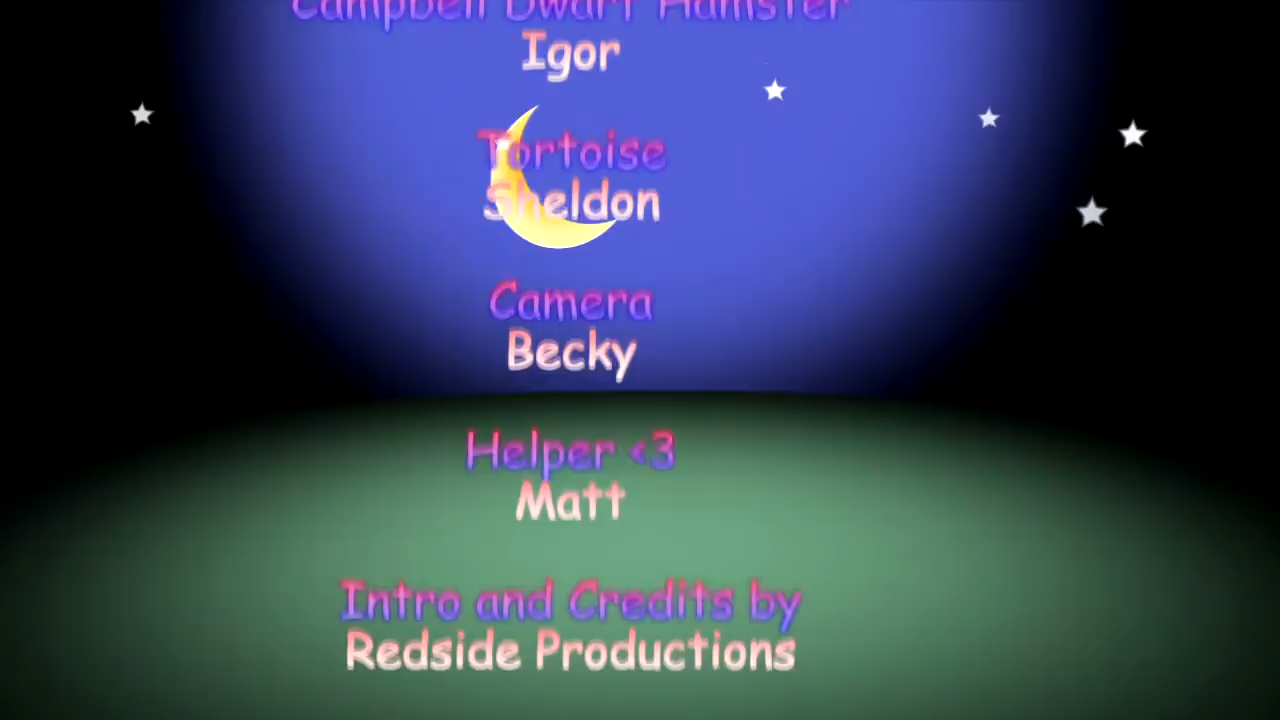 Campbell Dwarf Hamster
Igor
Tortoise
Sheldon
Camera
Becky
Helper <3
Matt
Intro and Credits by
Redside Productions